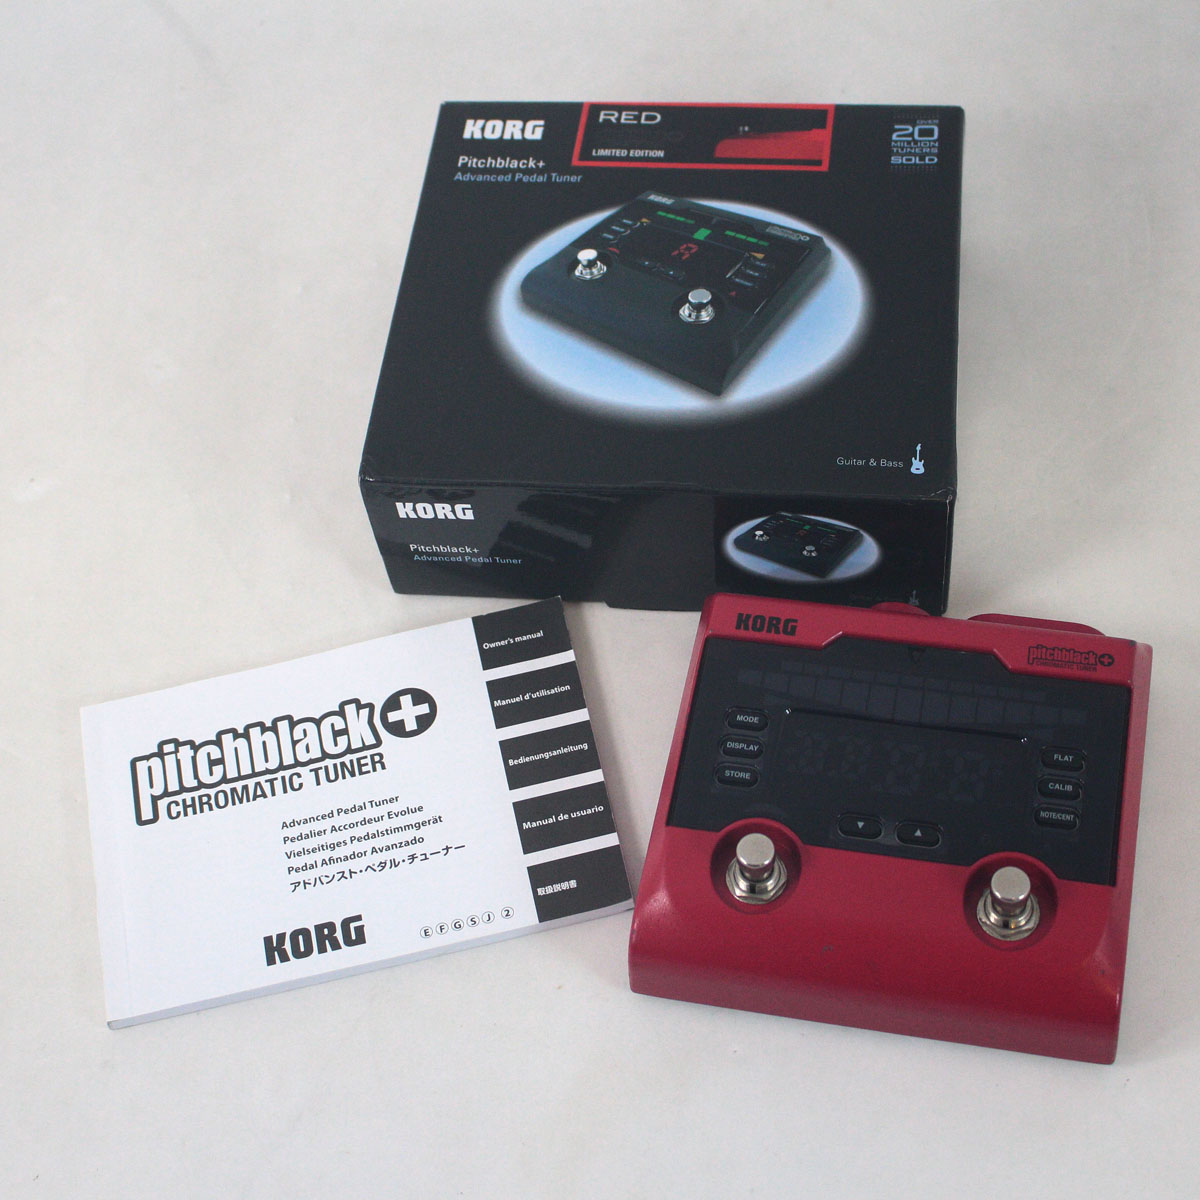 KORG
Pitchblack+
Advanced Pedal Tuner
RED
LIMITED EDITION
OVER
20
MILLION
TUNERS
SOLD
KORG
A
Guitar & Bass
KORG
Pitchblack+
Advanced Pedal Tuner
Guitar & Bass
pitchblack+
CHROMATIC TUNER
Advanced Pedal Tuner
Pedalier Accordeur Evolue
Vielseitiges Pedalstimmgerät
Pedal Afinador Avanzado
アドバンスト・ペダル・チューナー
KORG
E F G S J 2
Owner's manual
Manuel d'utilisation
Bedienungsanleitung
Manual de usuario
取扱説明書
KORG
pitchblack+
CHROMATIC TUNER
MODE
DISPLAY
STORE
FLAT
CALIB
NOTE/CENT
▼ ▲